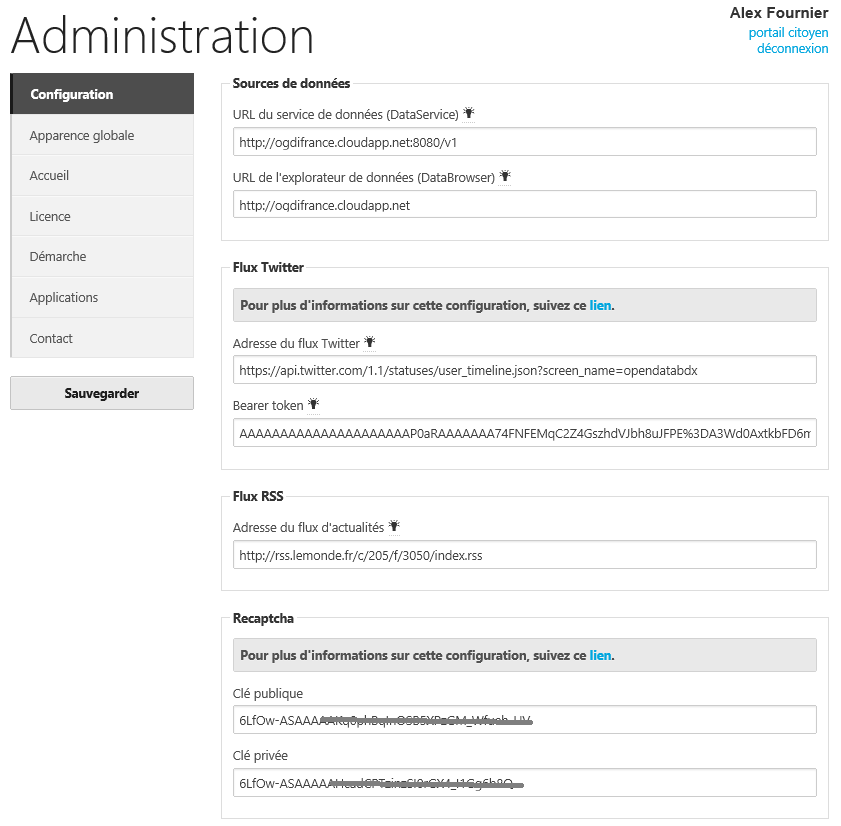 Administration
Alex Fournier
portail citoyen
déconnexion
Configuration
Apparence globale
Accueil
Licence
Démarche
Applications
Contact
Sauvegarder
Sources de données
URL du service de données (DataService)
http://ogdifrance.cloudapp.net:8080/v1
URL de l'explorateur de données (DataBrowser)
http://ogdifrance.cloudapp.net
Flux Twitter
Pour plus d'informations sur cette configuration, suivez ce lien.
Adresse du flux Twitter
https://api.twitter.com/1.1/statuses/user_timeline.json?screen_name=opendatabdx
Bearer token
AAAAAAAAAAAAAAAAAAAAAP0aRAAAAAAA74FNFEMqC2Z4GszhdVJbh8uJFPE%3DA3Wd0AxtkbFD6m
Flux RSS
Adresse du flux d'actualités
http://rss.lemonde.fr/c/205/f/3050/index.rss
Recaptcha
Pour plus d'informations sur cette configuration, suivez ce lien.
Clé publique
6LfOw-ASAAAA
Clé privée
6LfOw-ASAAAAA